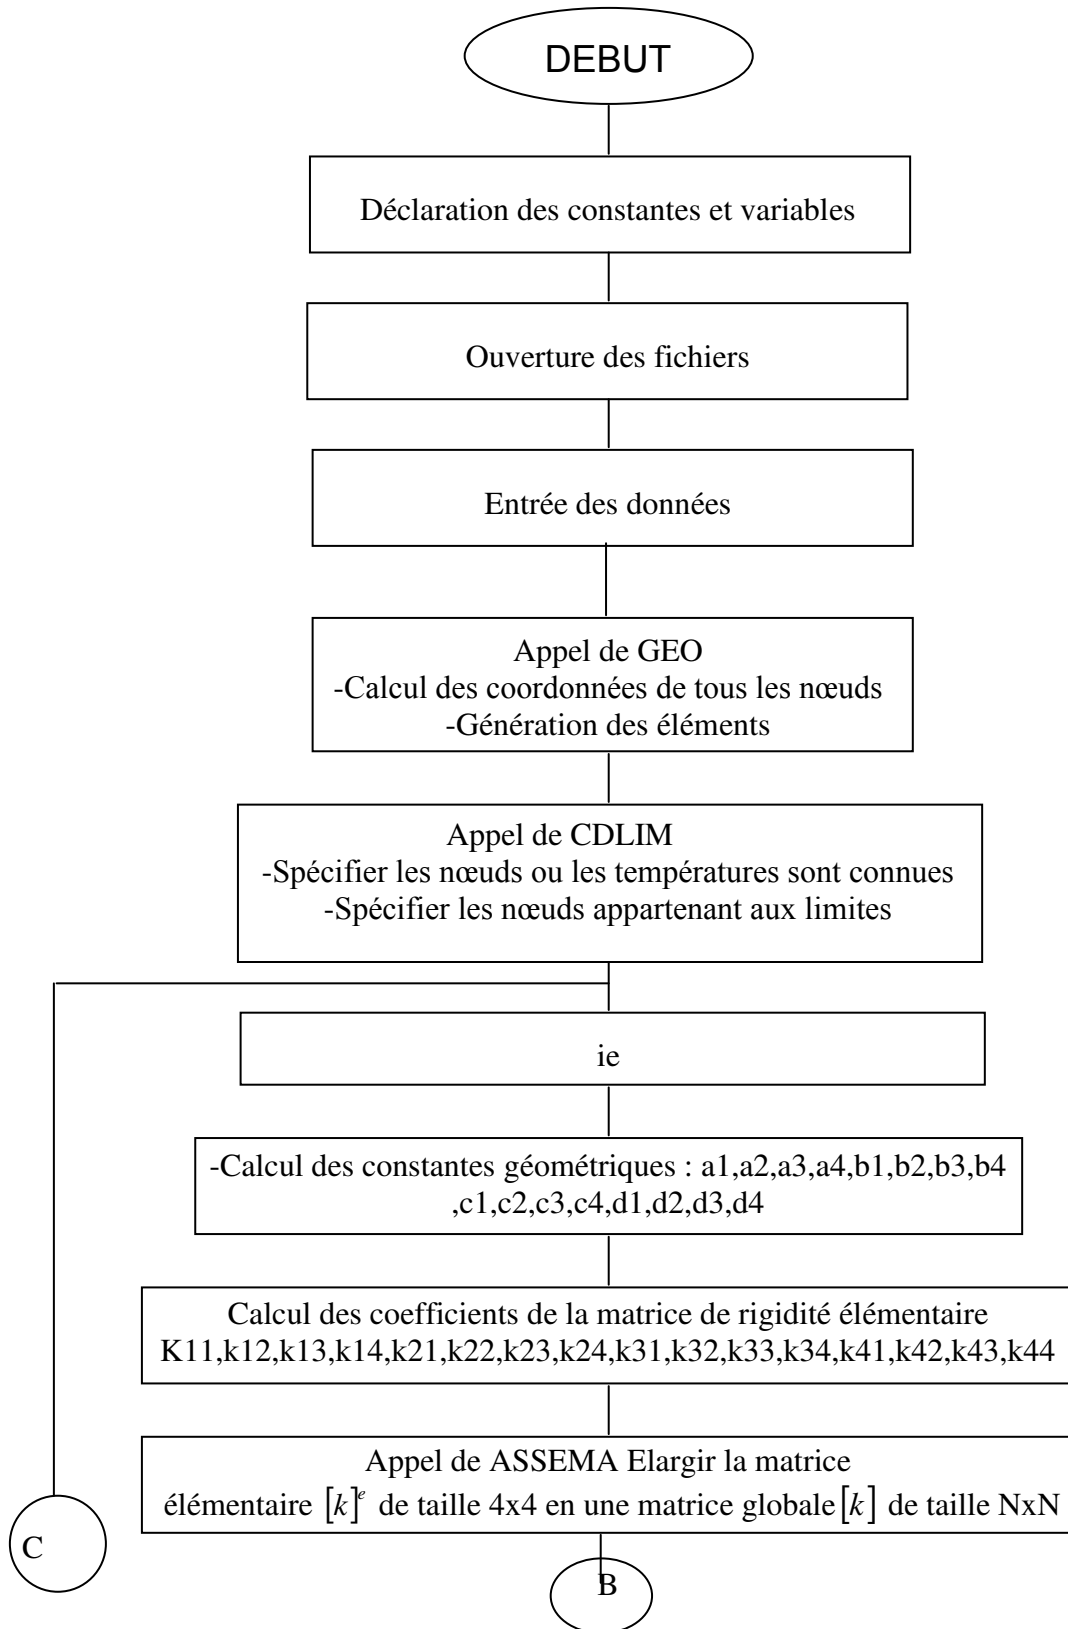 DEBUT
Déclaration des constantes et variables
Ouverture des fichiers
Entrée des données
Appel de GEO
-Calcul des coordonnées de tous les nœuds
-Génération des éléments
Appel de CDLIM
-Spécifier les nœuds ou les températures sont connues
-Spécifier les nœuds appartenant aux limites
ie
-Calcul des constantes géométriques : a1,a2,a3,a4,b1,b2,b3,b4
,c1,c2,c3,c4,d1,d2,d3,d4
Calcul des coefficients de la matrice de rigidité élémentaire
K11,k12,k13,k14,k21,k22,k23,k24,k31,k32,k33,k34,k41,k42,k43,k44
Appel de ASSEMA Elargir la matrice
élémentaire [k]^e de taille 4x4 en une matrice globale [k] de taille NxN
C
B